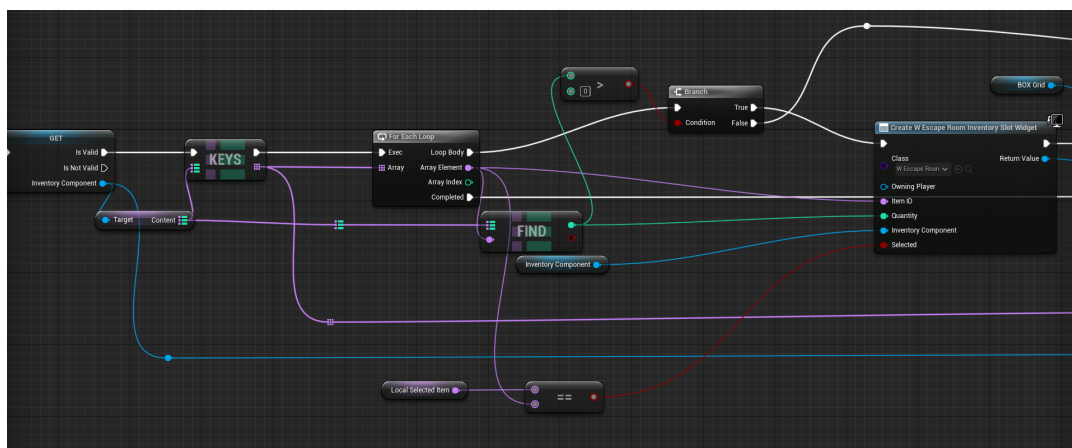 GET
Is Valid
Is Not Valid
Inventory Component
Target
Content
KEYS
For Each Loop
Exec
Loop Body
Array
Array Element
Array Index
Completed
FIND
Inventory Component
0
>
Branch
True
Condition
False
BOX Grid
Create W Escape Room Inventory Slot Widget
Class
Return Value
W Escape Room
Owning Player
Item ID
Quantity
Inventory Component
Selected
Local Selected Item
==